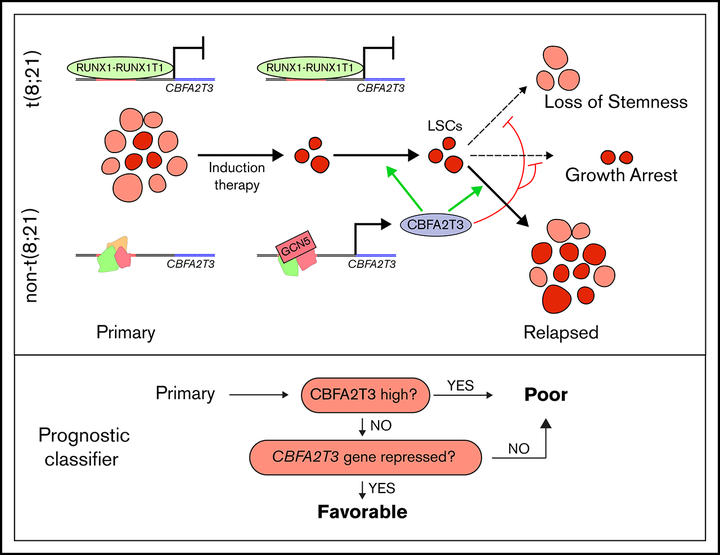 t(8;21)
RUNX1-RUNX1T1
CBFA2T3
RUNX1-RUNX1T1
CBFA2T3
Loss of Stemness
LSCs
Induction
therapy
Growth Arrest
non-t(8;21)
CBFA2T3
GCN5
CBFA2T3
CBFA2T3
Primary
Relapsed
Prognostic
classifier
Primary
CBFA2T3 high?
YES
Poor
NO
CBFA2T3 gene repressed?
NO
YES
Favorable